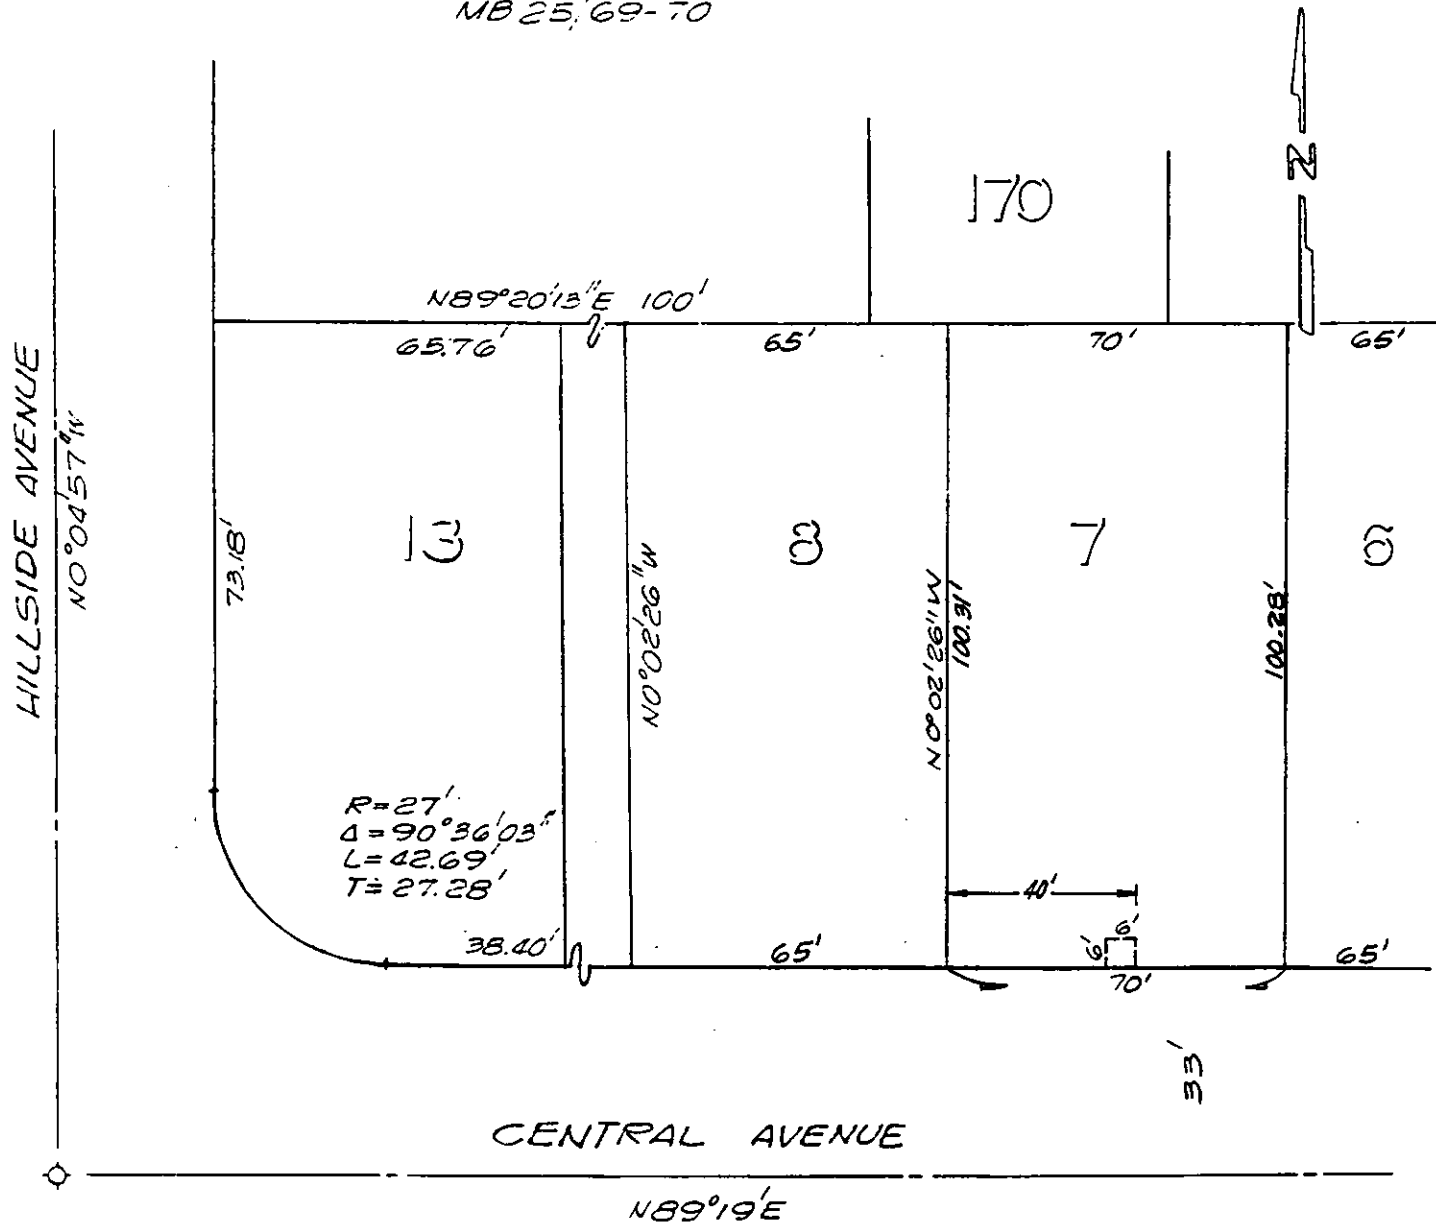 MB 25/69-70
N
170
N89°20'13"E 100'
65.76'
65'
70'
65'
HILLSIDE AVENUE
N0°04'57"W
73.18'
13
N0°02'26"W
8
N0°02'26"W
100.31'
7
100.28'
R=27'
Δ=90°36'03"
L=42.69'
T=27.28'
40'
6'
6'
38.40'
65'
70'
65'
33'
CENTRAL AVENUE
N89°19'E